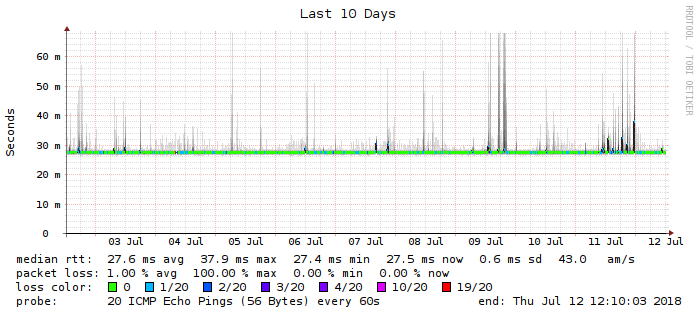 Last 10 Days
RRDTOOL / TOBI OETIKER
Seconds
60 m
50 m
40 m
30 m
20 m
10 m
0
03 Jul 04 Jul 05 Jul 06 Jul 07 Jul 08 Jul 09 Jul 10 Jul 11 Jul 12 Jul
median rtt: 27.6 ms avg 37.9 ms max 27.4 ms min 27.5 ms now 0.6 ms sd 43.0 am/s
packet loss: 1.00 % avg 100.00 % max 0.00 % min 0.00 % now
loss color: 0 1/20 2/20 3/20 4/20 10/20 19/20
probe: 20 ICMP Echo Pings (56 Bytes) every 60s end: Thu Jul 12 12:10:03 2018